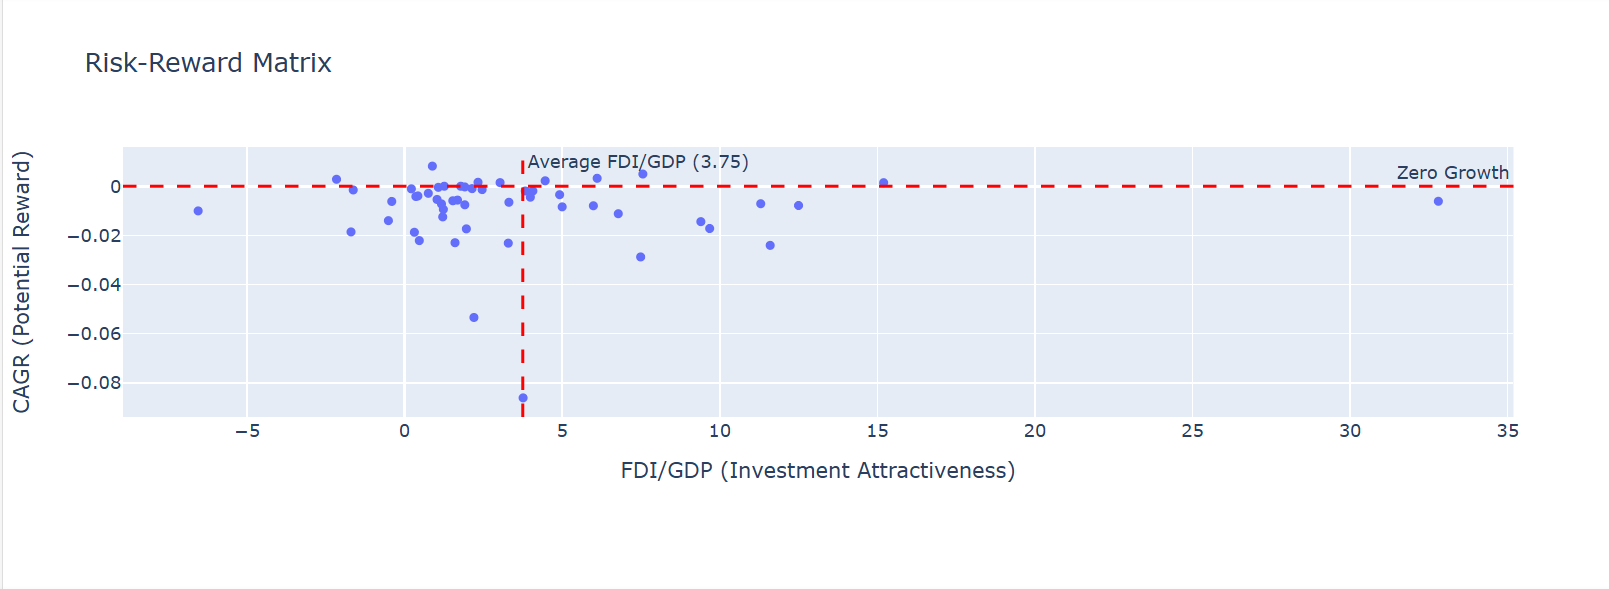 Risk-Reward Matrix
Average FDI/GDP (3.75)
Zero Growth
CAGR (Potential Reward)
0
−0.02
−0.04
−0.06
−0.08
−5 0 5 10 15 20 25 30 35
FDI/GDP (Investment Attractiveness)